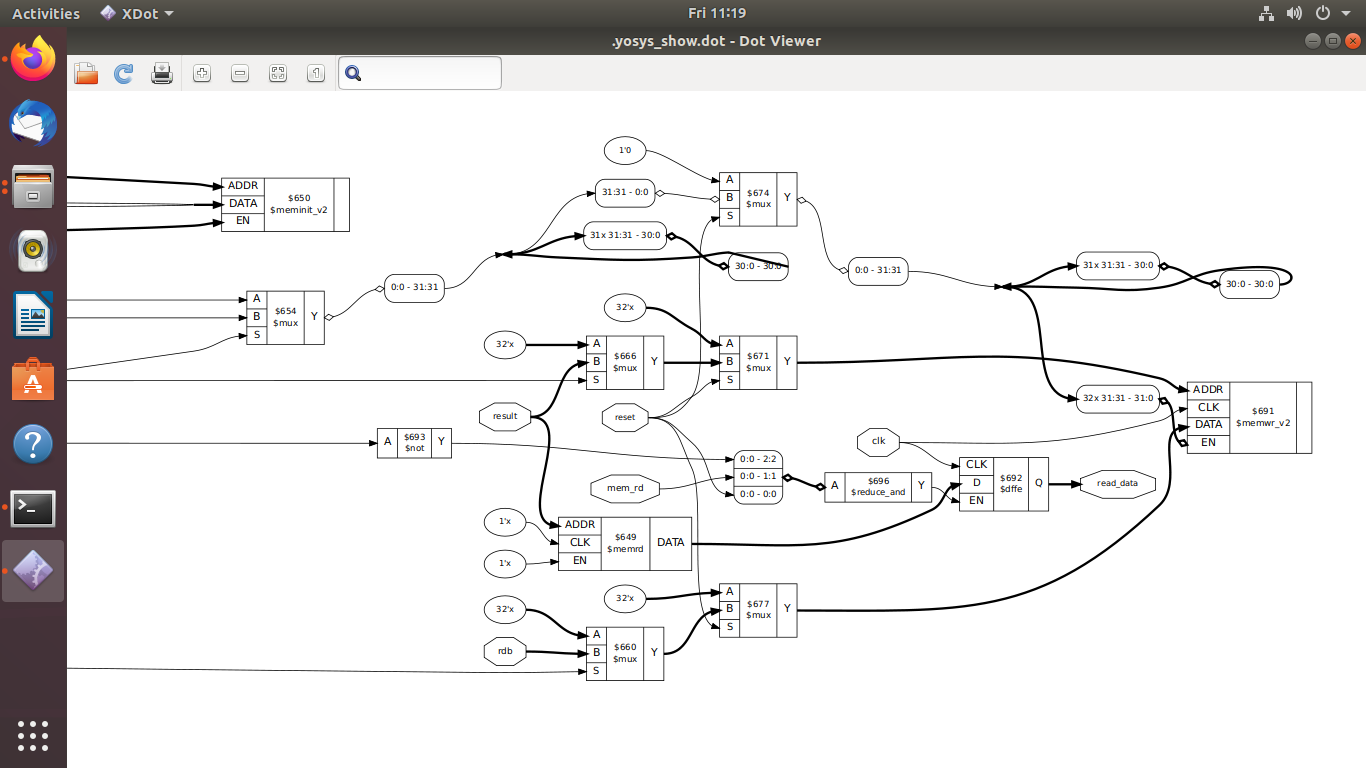 Activities
XDot
Fri 11:19
.yosys_show.dot - Dot Viewer
1'0
ADDR
DATA
EN
$650
$meminit_v2
31:31 - 0:0
A
B
S
$674
$mux
Y
31x 31:31 - 30:0
30:0 - 30:0
0:0 - 31:31
31x 31:31 - 30:0
30:0 - 30:0
0:0 - 31:31
A
B
S
$654
$mux
Y
32'x
32'x
A
B
S
$666
$mux
Y
A
B
S
$671
$mux
Y
32x 31:31 - 31:0
ADDR
CLK
DATA
EN
$691
$memwr_v2
result
reset
A
$693
$not
Y
clk
0:0 - 2:2
0:0 - 1:1
0:0 - 0:0
mem_rd
A
$696
$reduce_and
Y
CLK
D
EN
$692
$dffe
Q
read_data
1'x
1'x
ADDR
CLK
EN
$649
$memrd
DATA
32'x
32'x
rdb
A
B
S
$660
$mux
Y
A
B
S
$677
$mux
Y